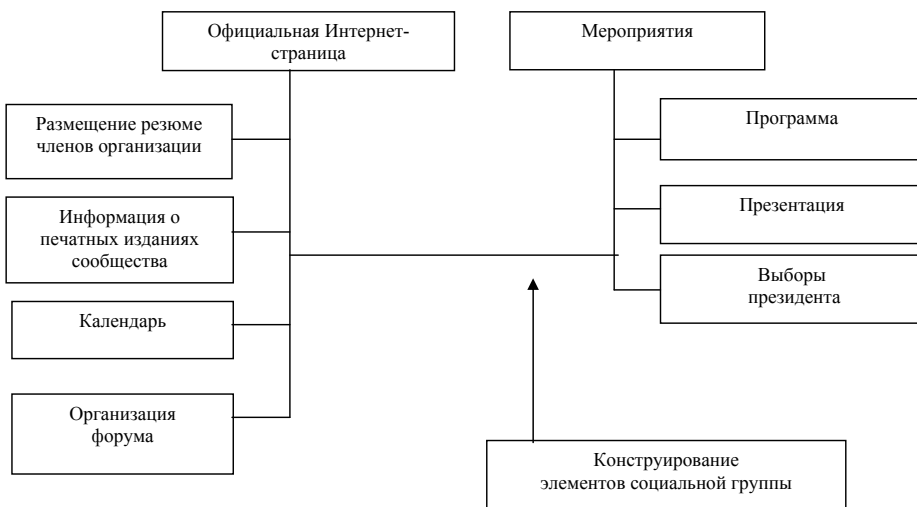 Официальная Интернет-
страница
Мероприятия
Размещение резюме
членов организации
Программа
Информация о
печатных изданиях
сообщества
Презентация
Выборы
президента
Календарь
Организация
форума
Конструирование
элементов социальной группы